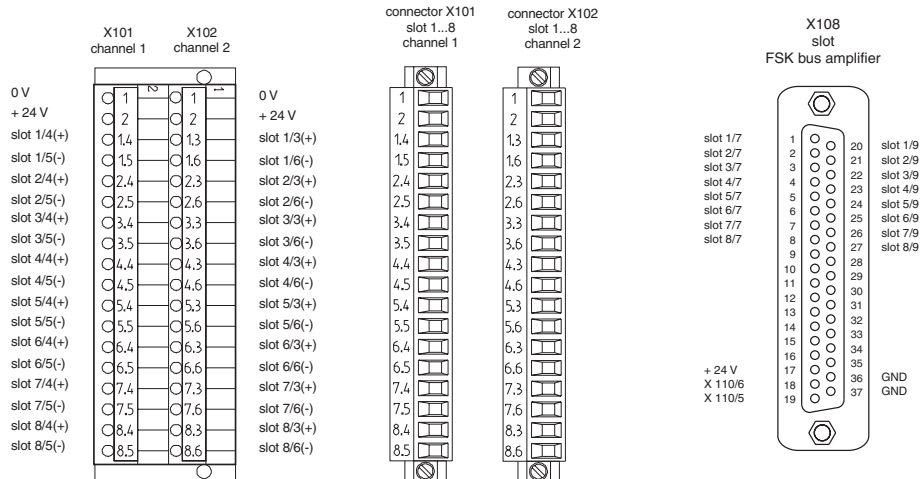 X101
channel 1
X102
channel 2
2
1
0 V
+ 24 V
slot 1/4(+)
slot 1/5(-)
slot 2/4(+)
slot 2/5(-)
slot 3/4(+)
slot 3/5(-)
slot 4/4(+)
slot 4/5(-)
slot 5/4(+)
slot 5/5(-)
slot 6/4(+)
slot 6/5(-)
slot 7/4(+)
slot 7/5(-)
slot 8/4(+)
slot 8/5(-)
1
2
1.4
1.5
2.4
2.5
3.4
3.5
4.4
4.5
5.4
5.5
6.4
6.5
7.4
7.5
8.4
8.5
1
2
1.3
1.6
2.3
2.6
3.3
3.6
4.3
4.6
5.3
5.6
6.3
6.6
7.3
7.6
8.3
8.6
0 V
+ 24 V
slot 1/3(+)
slot 1/6(-)
slot 2/3(+)
slot 2/6(-)
slot 3/3(+)
slot 3/6(-)
slot 4/3(+)
slot 4/6(-)
slot 5/3(+)
slot 5/6(-)
slot 6/3(+)
slot 6/6(-)
slot 7/3(+)
slot 7/6(-)
slot 8/3(+)
slot 8/6(-)
connector X101
slot 1...8
channel 1
1
2
1.4
1.5
2.4
2.5
3.4
3.5
4.4
4.5
5.4
5.5
6.4
6.5
7.4
7.5
8.4
8.5
connector X102
slot 1...8
channel 2
1
2
1.3
1.6
2.3
2.6
3.3
3.6
4.3
4.6
5.3
5.6
6.3
6.6
7.3
7.6
8.3
8.6
X108
slot
FSK bus amplifier
slot 1/7
slot 2/7
slot 3/7
slot 4/7
slot 5/7
slot 6/7
slot 7/7
slot 8/7
+ 24 V
X 110/6
X 110/5
1
2
3
4
5
6
7
8
9
10
11
12
13
14
15
16
17
18
19
20
21
22
23
24
25
26
27
28
29
30
31
32
33
34
35
36
37
slot 1/9
slot 2/9
slot 3/9
slot 4/9
slot 5/9
slot 6/9
slot 7/9
slot 8/9
GND
GND